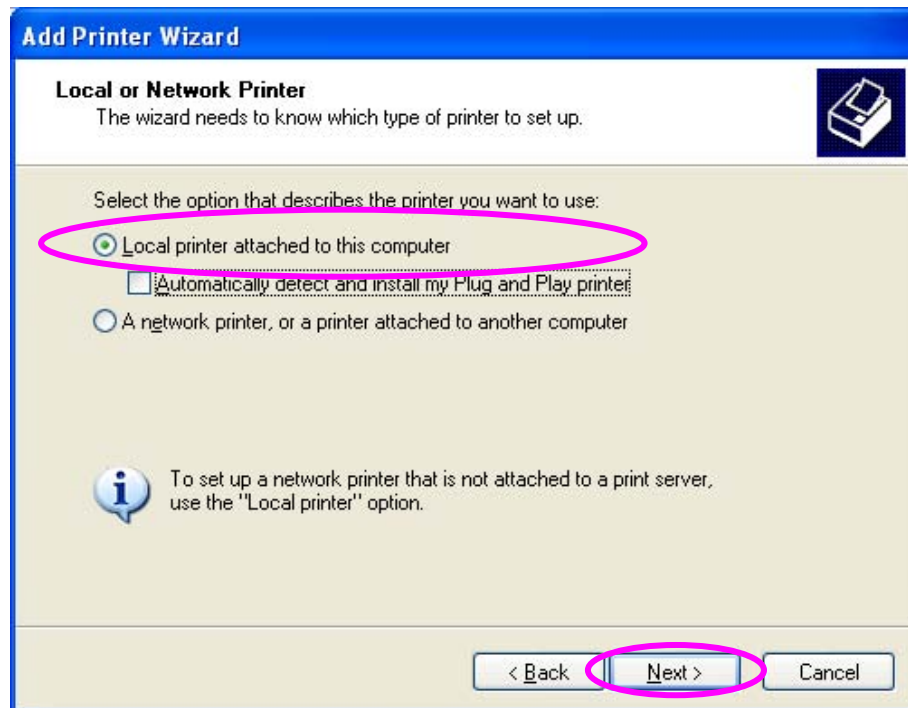 Add Printer Wizard
Local or Network Printer
The wizard needs to know which type of printer to set up.
Select the option that describes the printer you want to use:
Local printer attached to this computer
Automatically detect and install my Plug and Play printer
A network printer, or a printer attached to another computer
To set up a network printer that is not attached to a print server,
use the "Local printer" option.
< Back
Next >
Cancel